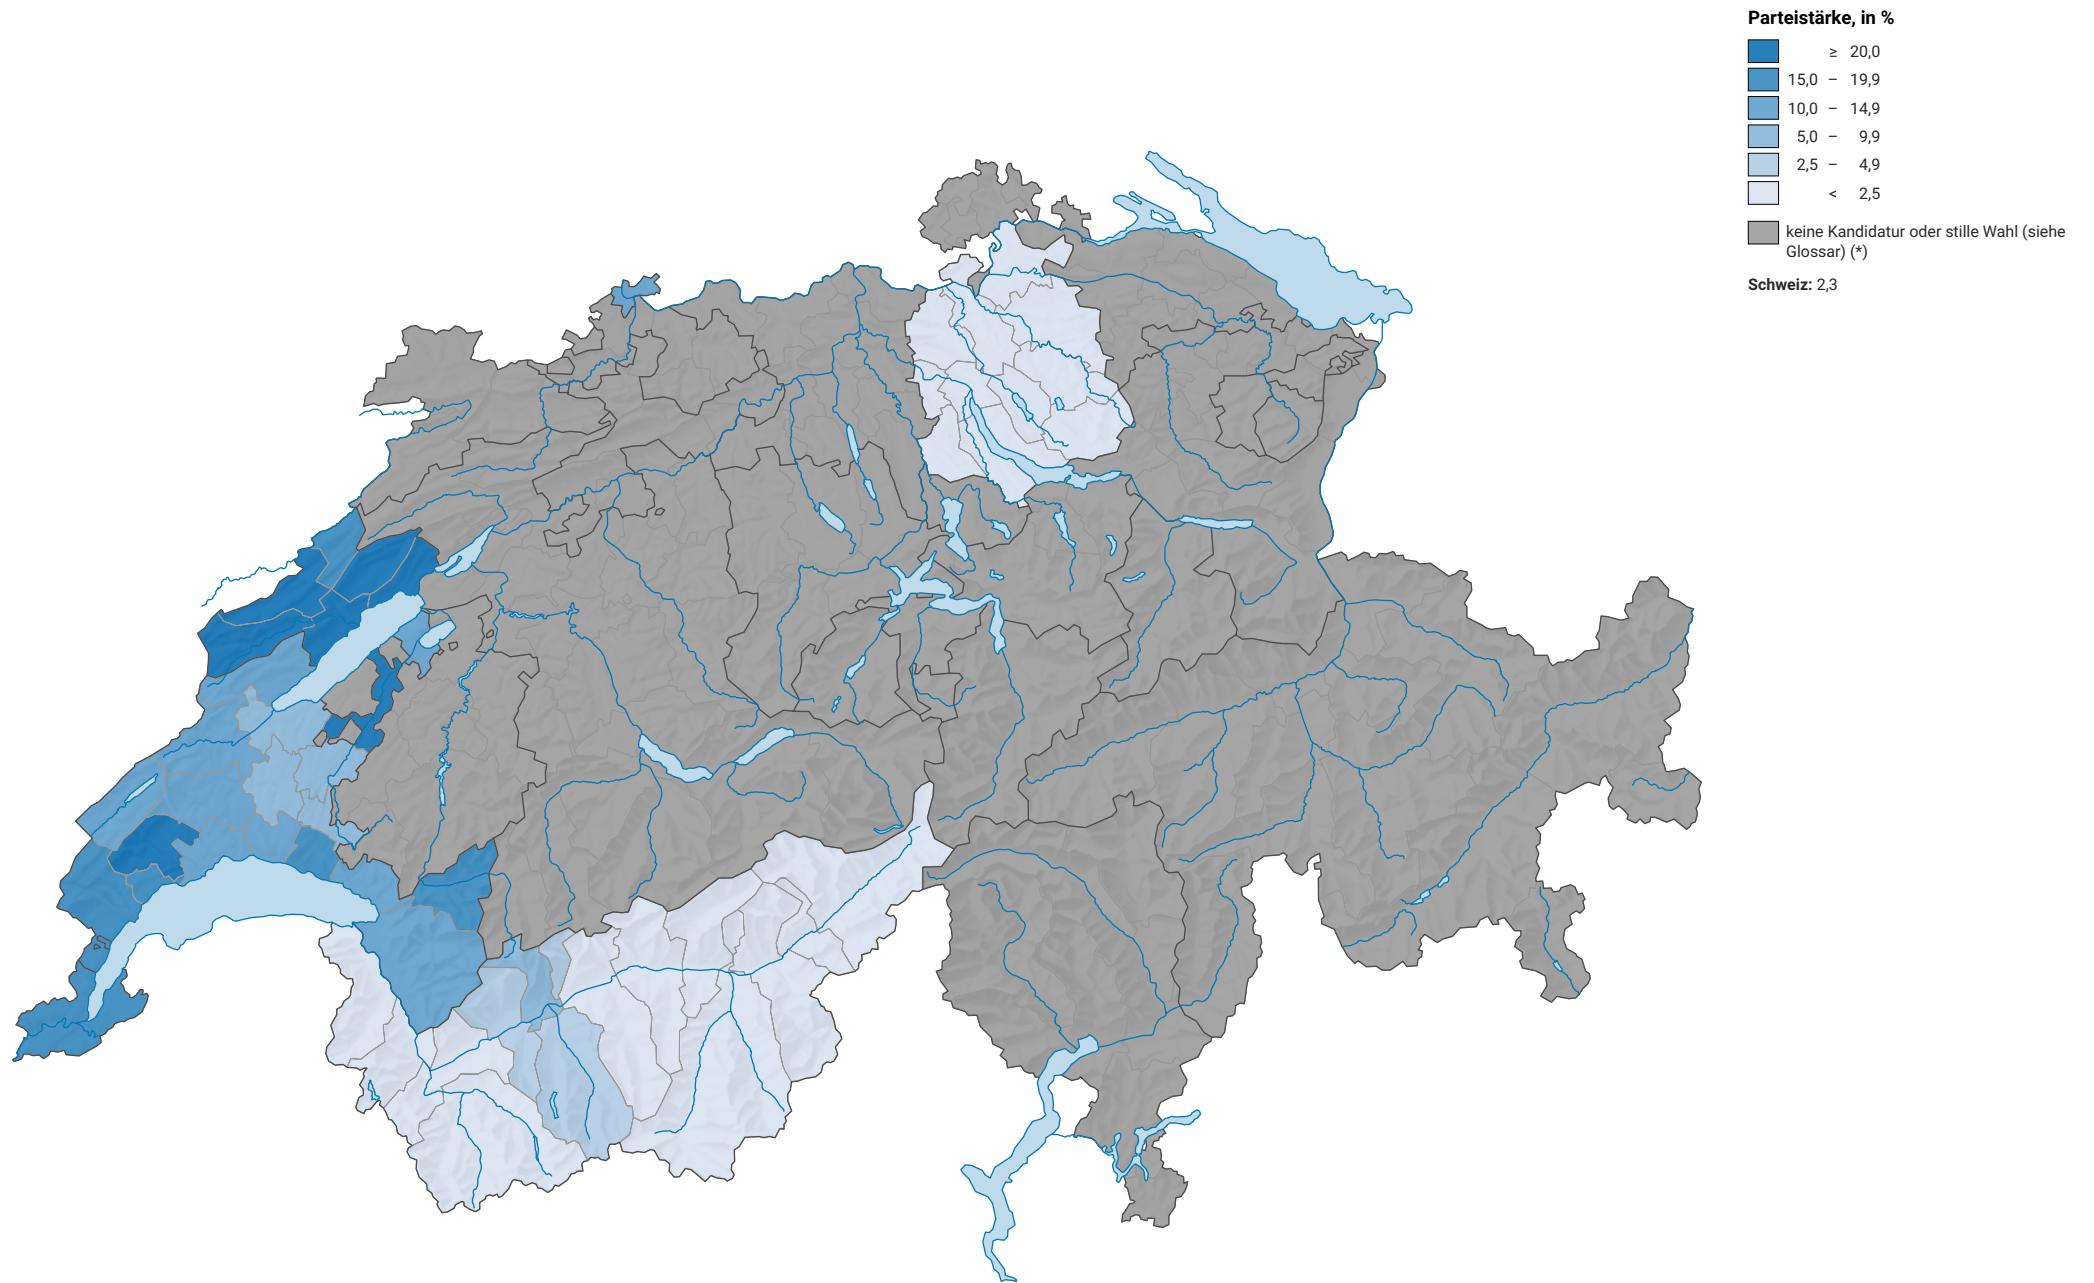 Parteistärke, in %
≥ 20,0
15,0 – 19,9
10,0 – 14,9
5,0 – 9,9
2,5 – 4,9
< 2,5
keine Kandidatur oder stille Wahl (siehe
Glossar) (*)
Schweiz: 2,3